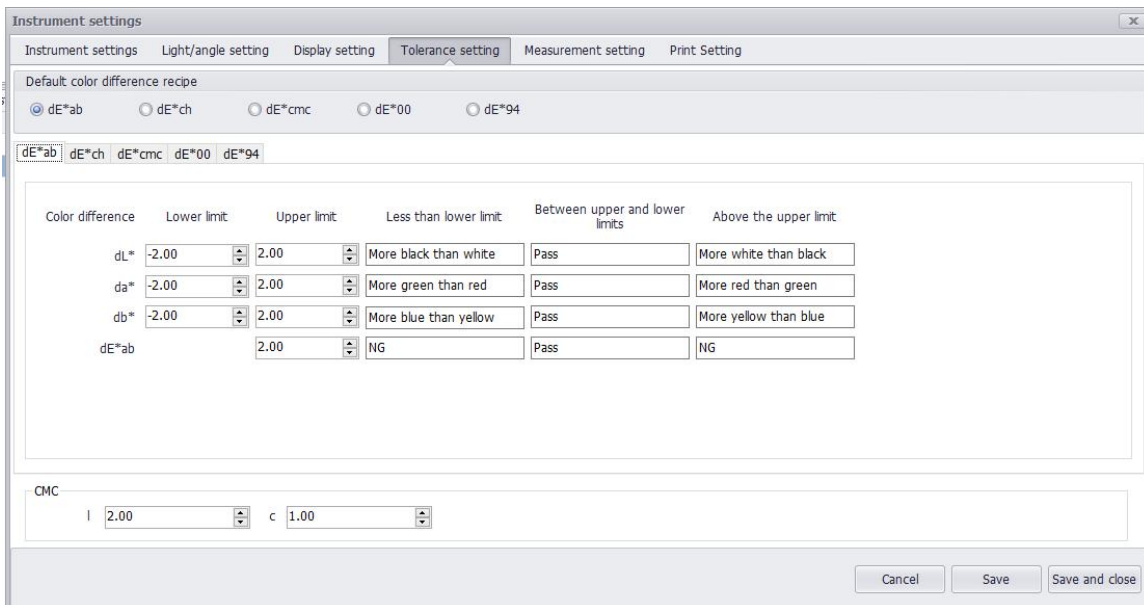 Instrument settings
Instrument settings Light/angle setting Display setting Tolerance setting Measurement setting Print Setting
Default color difference recipe
dE*ab dE*ch dE*cmc dE*00 dE*94
dE*ab dE*ch dE*cmc dE*00 dE*94
Color difference Lower limit Upper limit Less than lower limit Between upper and lower limits Above the upper limit
dL* -2.00 2.00 More black than white Pass More white than black
da* -2.00 2.00 More green than red Pass More red than green
db* -2.00 2.00 More blue than yellow Pass More yellow than blue
dE*ab 2.00 NG Pass NG
CMC
l 2.00 c 1.00
Cancel Save Save and close